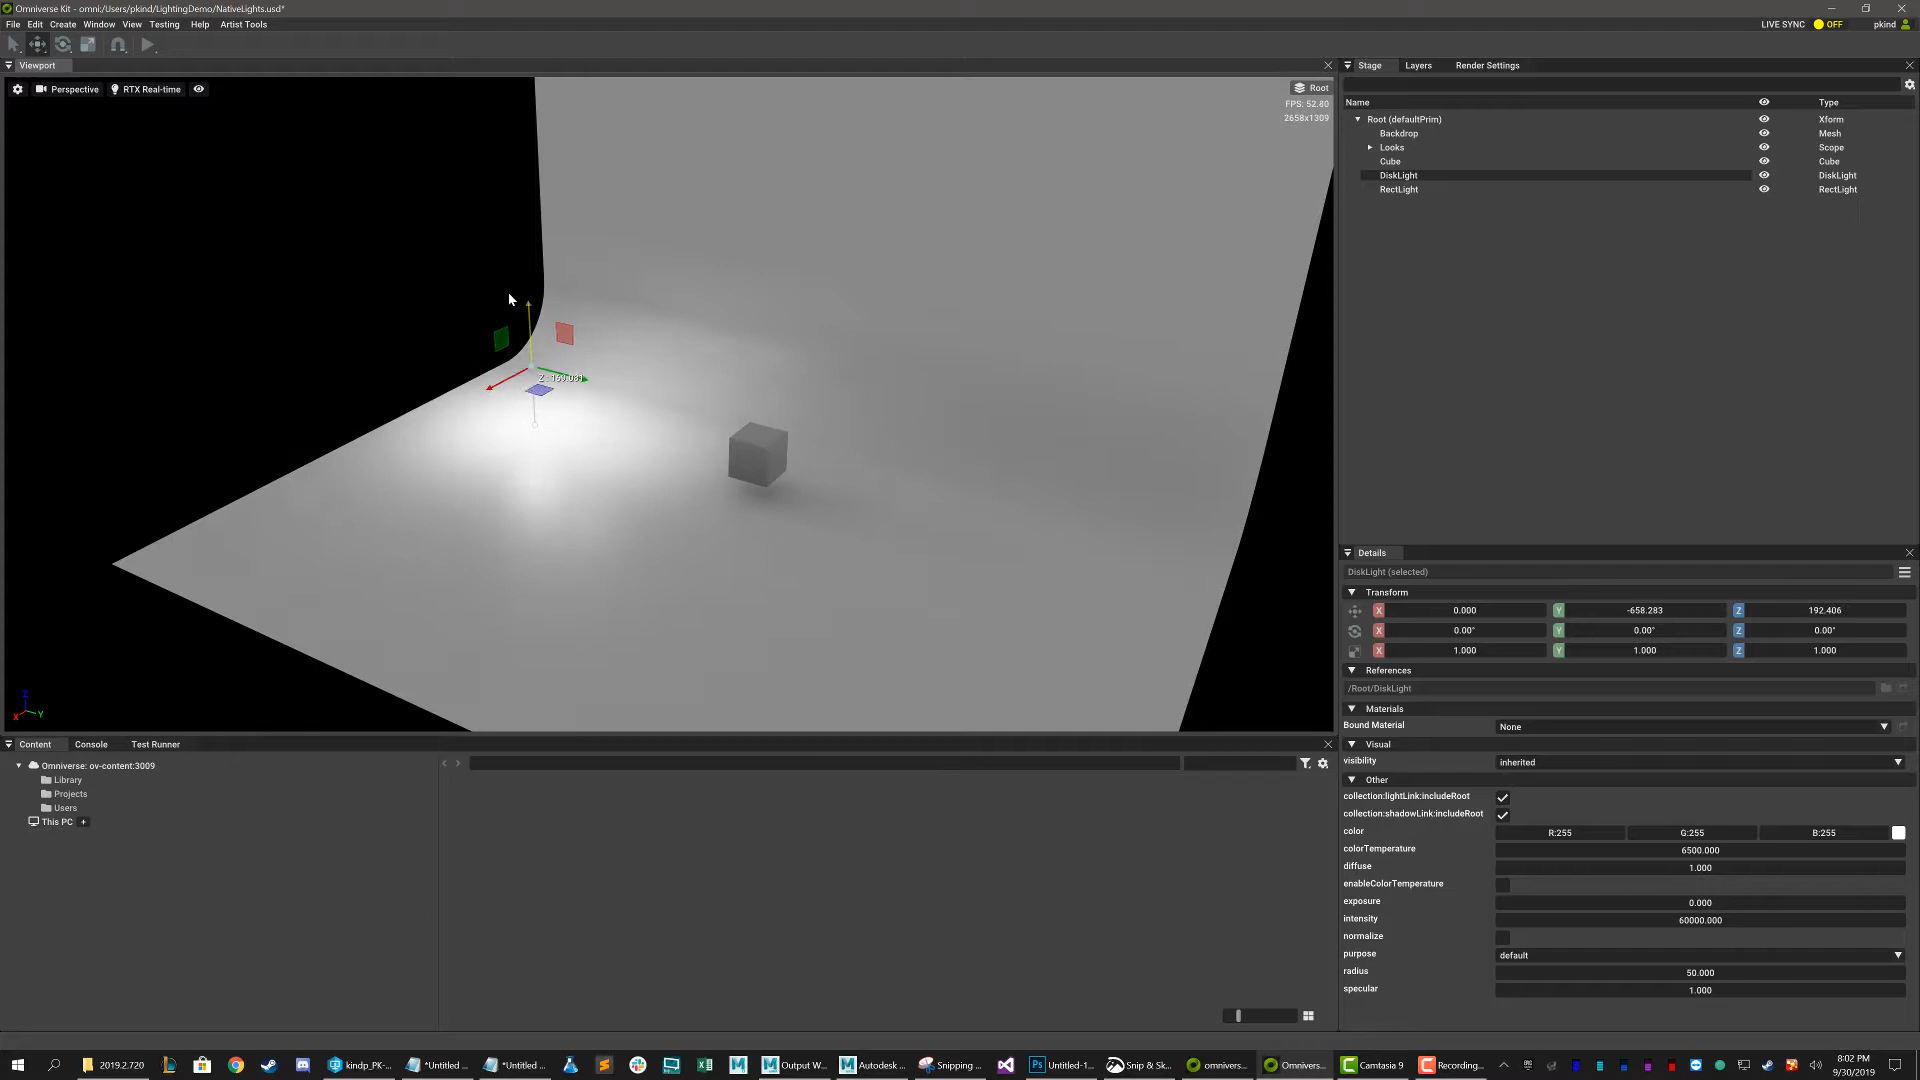 Omniverse Kit - omni:/Users/pkind/LightingDemo/NativeLights.usd*
File Edit Create Window View Testing Help Artist Tools
LIVE SYNC OFF pkind
Viewport
Perspective RTX Real-time
Root
FPS: 52.80
2658x1309
Z
X Y
Stage Layers Render Settings
Name Type
Root (defaultPrim) Xform
Backdrop Mesh
Looks Scope
Cube Cube
DiskLight DiskLight
RectLight RectLight
Details
DiskLight (selected)
Transform
X 0.000 Y -658.283 Z 192.406
X 0.00° Y 0.00° Z 0.00°
X 1.000 Y 1.000 Z 1.000
References
/Root/DiskLight
Materials
Bound Material None
Visual
visibility inherited
Other
collection:lightLink:includeRoot
collection:shadowLink:includeRoot
color R:255 G:255 B:255
colorTemperature 6500.000
diffuse 1.000
enableColorTemperature
exposure 0.000
intensity 60000.000
normalize
purpose default
radius 50.000
specular 1.000
Content Console Test Runner
Omniverse: ov-content:3009
Library
Projects
Users
This PC +
2019.2.720 kindp_PK-... *Untitled ... *Untitled ... Output W... Autodesk ... Snipping ... Untitled-1... Snip & Sk... omnivers... Omnivers... Camtasia 9 Recording...
8:02 PM
9/30/2019